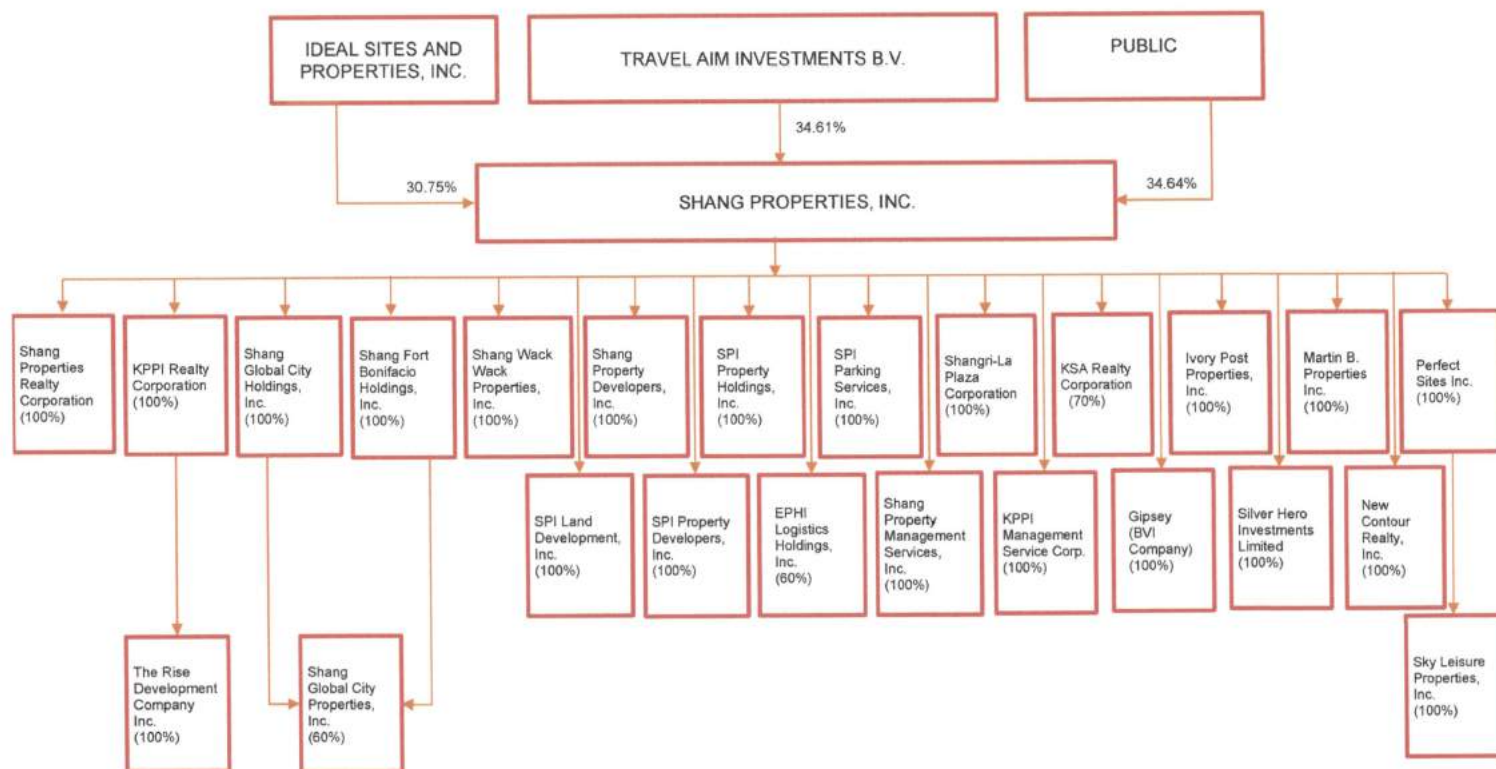 IDEAL SITES AND
PROPERTIES, INC.
TRAVEL AIM INVESTMENTS B.V.
PUBLIC
34.61%
30.75%
34.64%
SHANG PROPERTIES, INC.
Shang
Properties
Realty
Corporation
(100%)
KPPI Realty
Corporation
(100%)
Shang
Global City
Holdings,
Inc.
(100%)
Shang Fort
Bonifacio
Holdings,
Inc.
(100%)
Shang Wack
Wack
Properties,
Inc.
(100%)
Shang
Property
Developers,
Inc.
(100%)
SPI
Property
Holdings,
Inc.
(100%)
SPI
Parking
Services,
Inc.
(100%)
Shangri-La
Plaza
Corporation
(100%)
KSA Realty
Corporation
(70%)
Ivory Post
Properties,
Inc.
(100%)
Martin B.
Properties
Inc.
(100%)
Perfect
Sites Inc.
(100%)
SPI Land
Development,
Inc.
(100%)
SPI Property
Developers,
Inc.
(100%)
EPHI
Logistics
Holdings,
Inc.
(60%)
Shang
Property
Management
Services,
Inc.
(100%)
KPPI
Management
Service Corp.
(100%)
Gipsey
(BVI
Company)
(100%)
Silver Hero
Investments
Limited
(100%)
New
Contour
Realty,
Inc.
(100%)
The Rise
Development
Company
Inc.
(100%)
Shang
Global City
Properties,
Inc.
(60%)
Sky Leisure
Properties,
Inc.
(100%)